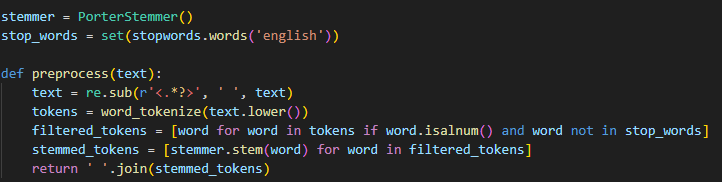 stemmer = PorterStemmer()
stop_words = set(stopwords.words('english'))

def preprocess(text):
    text = re.sub(r'<.*?>', ' ', text)
    tokens = word_tokenize(text.lower())
    filtered_tokens = [word for word in tokens if word.isalnum() and word not in stop_words]
    stemmed_tokens = [stemmer.stem(word) for word in filtered_tokens]
    return ' '.join(stemmed_tokens)